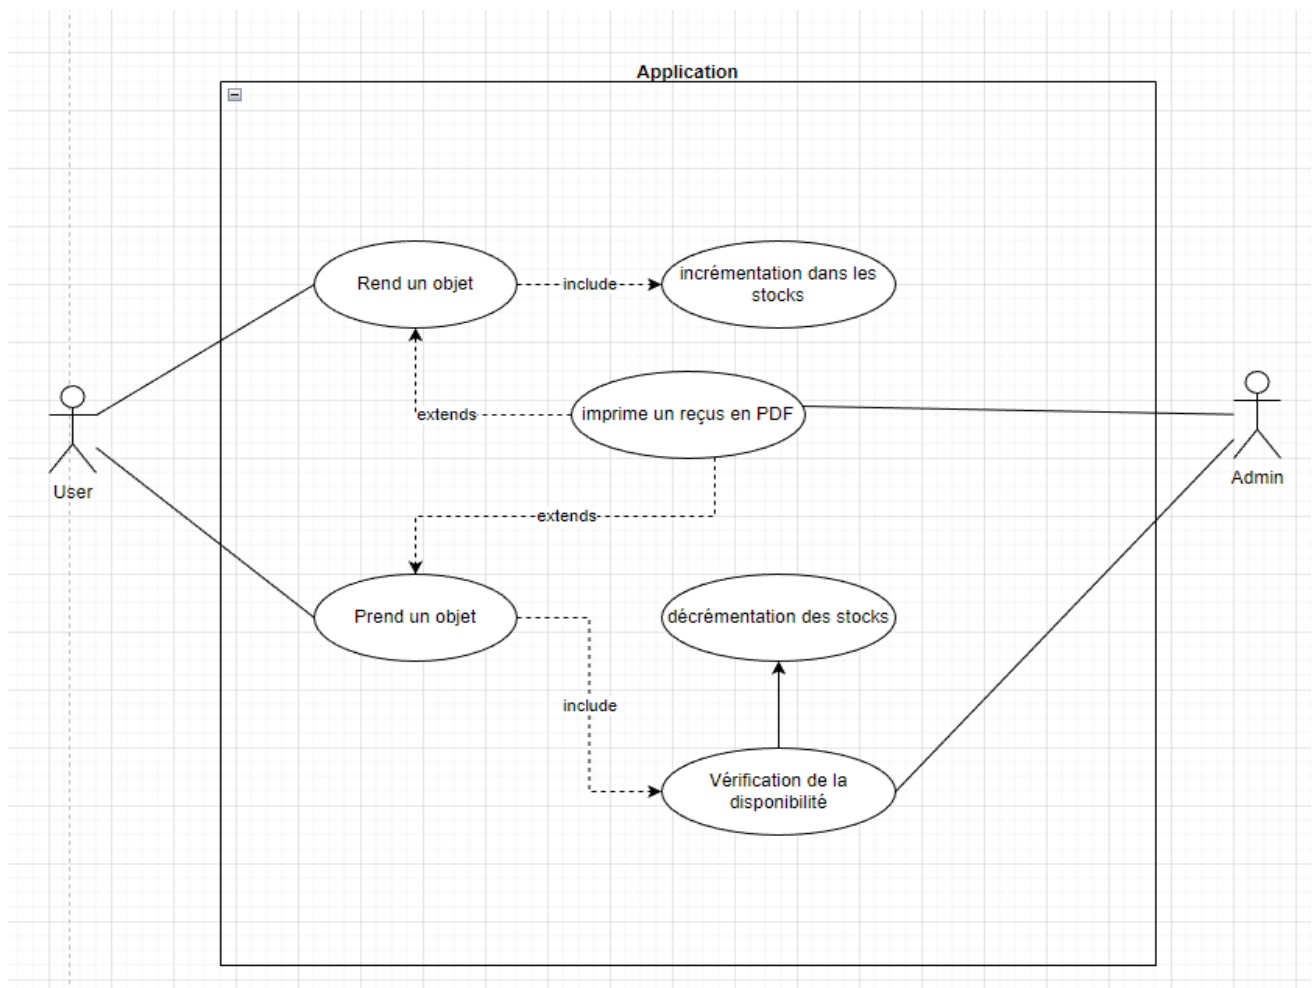 Application
Rend un objet
include
incrémentation dans les
stocks
extends
imprime un reçus en PDF
User
Admin
extends
Prend un objet
décrémentation des stocks
include
Vérification de la
disponibilité